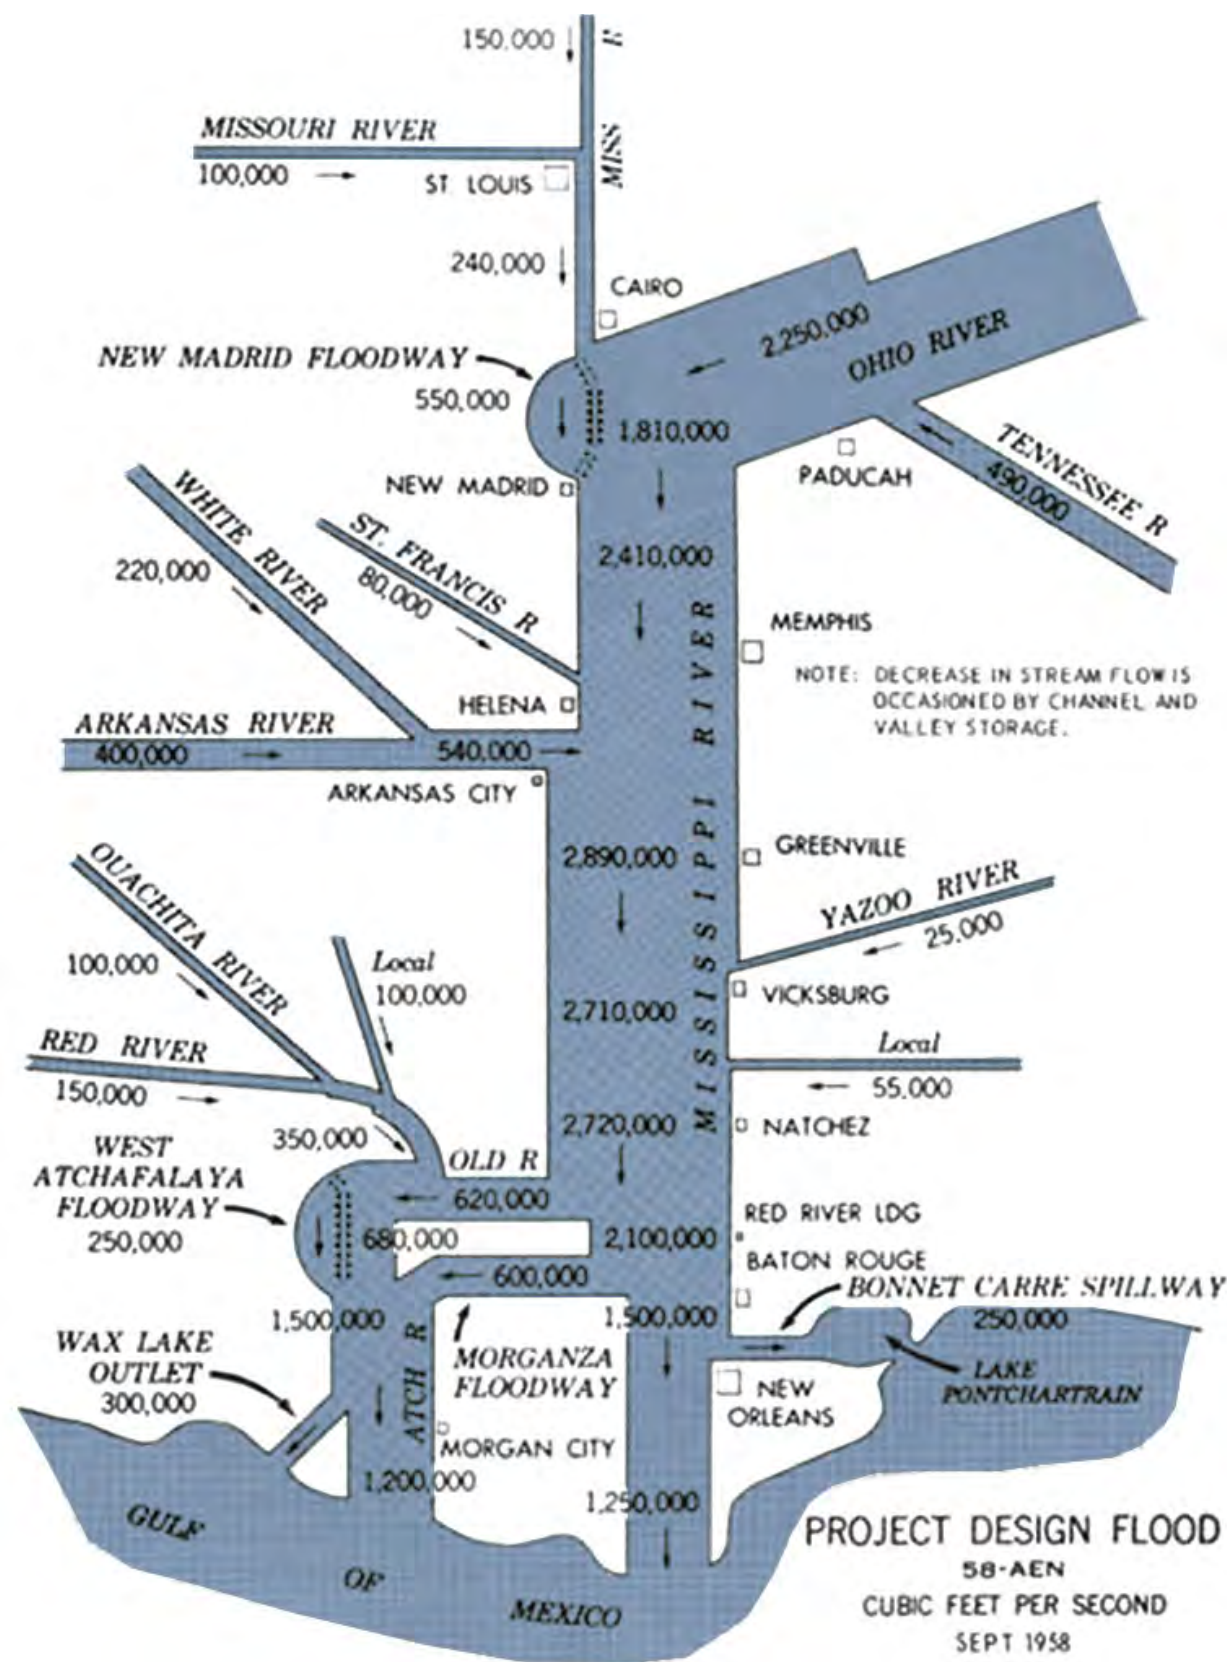 150,000
MISS R
MISSOURI RIVER
100,000
ST. LOUIS
240,000
CAIRO
2,250,000
OHIO RIVER
NEW MADRID FLOODWAY
550,000
1,810,000
TENNESSEE R
490,000
PADUCAH
NEW MADRID
WHITE RIVER
220,000
ST. FRANCIS R
80,000
2,410,000
MEMPHIS
NOTE: DECREASE IN STREAM FLOW IS
OCCASIONED BY CHANNEL AND
VALLEY STORAGE.
HELENA
ARKANSAS RIVER
400,000
540,000
ARKANSAS CITY
MISSISSIPPI RIVER
2,890,000
GREENVILLE
YAZOO RIVER
25,000
OUACHITA RIVER
100,000
Local
100,000
2,710,000
VICKSBURG
RED RIVER
150,000
Local
55,000
350,000
2,720,000
NATCHEZ
WEST
ATCHAFALAYA
FLOODWAY
250,000
OLD R
620,000
680,000
2,100,000
RED RIVER LDG
BATON ROUGE
600,000
BONNET CARRE SPILLWAY
250,000
1,500,000
1,500,000
WAX LAKE
OUTLET
300,000
ATCH R
MORGANZA
FLOODWAY
LAKE
PONTCHARTRAIN
NEW
ORLEANS
MORGAN CITY
1,200,000
1,250,000
GULF
OF
MEXICO
PROJECT DESIGN FLOOD
58-AEN
CUBIC FEET PER SECOND
SEPT 1958